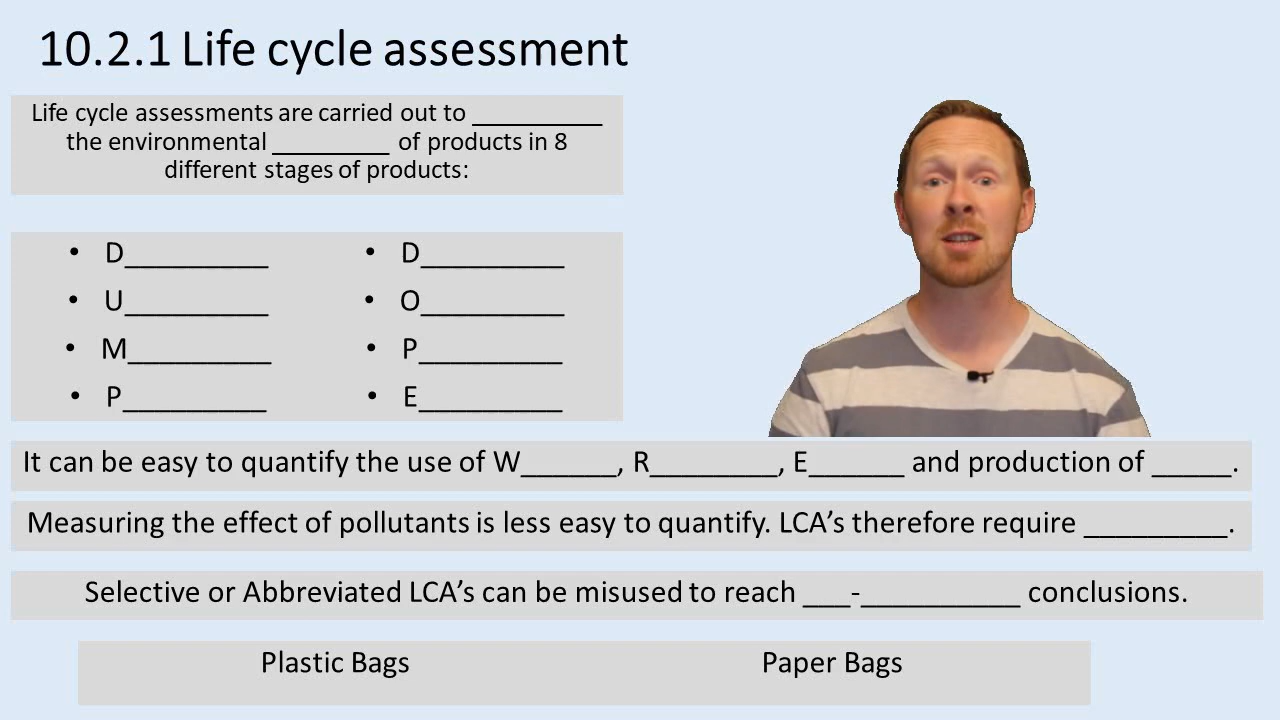 10.2.1 Life cycle assessment
Life cycle assessments are carried out to __________
the environmental _________ of products in 8
different stages of products:
• D_________
• U_________
• M_________
• P_________
• D_________
• O_________
• P_________
• E_________
It can be easy to quantify the use of W______, R________, E______ and production of _____.
Measuring the effect of pollutants is less easy to quantify. LCA’s therefore require _________.
Selective or Abbreviated LCA’s can be misused to reach ___-__________ conclusions.
Plastic Bags
Paper Bags